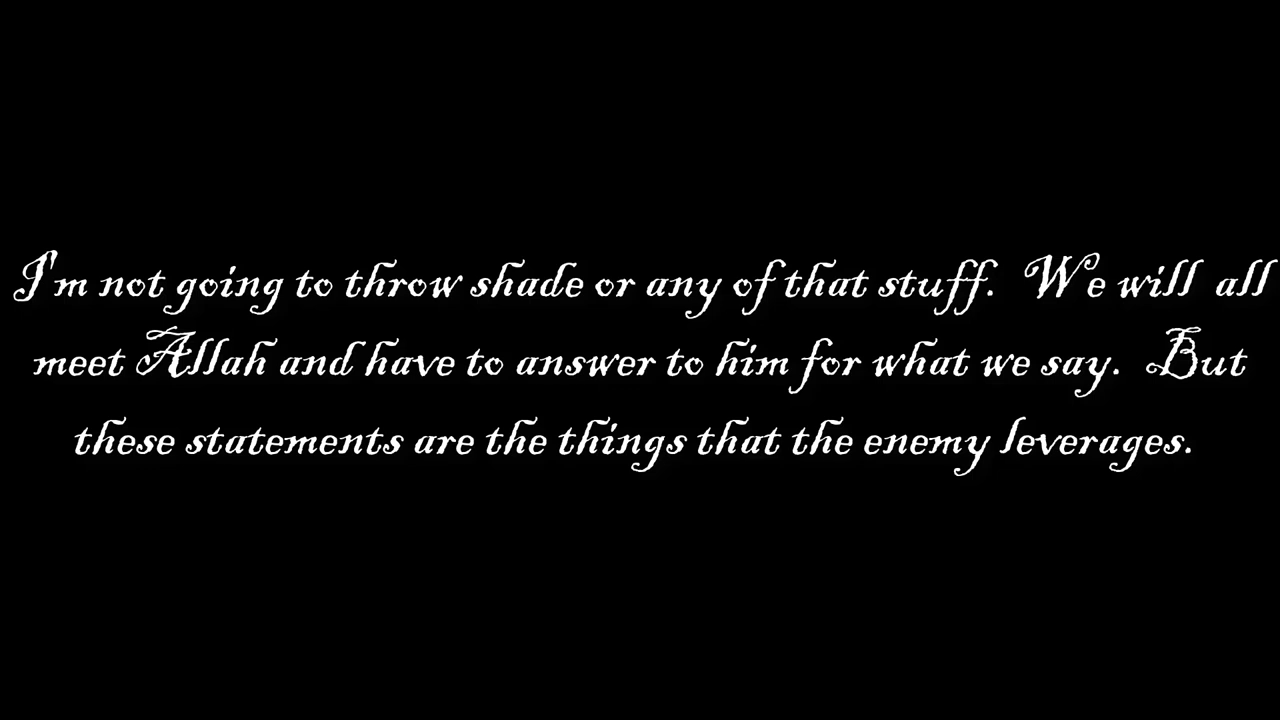 I'm not going to throw shade or any of that stuff.  We will  all
meet Allah and have to answer to him for what we say.  But
these statements are the things that the enemy leverages.